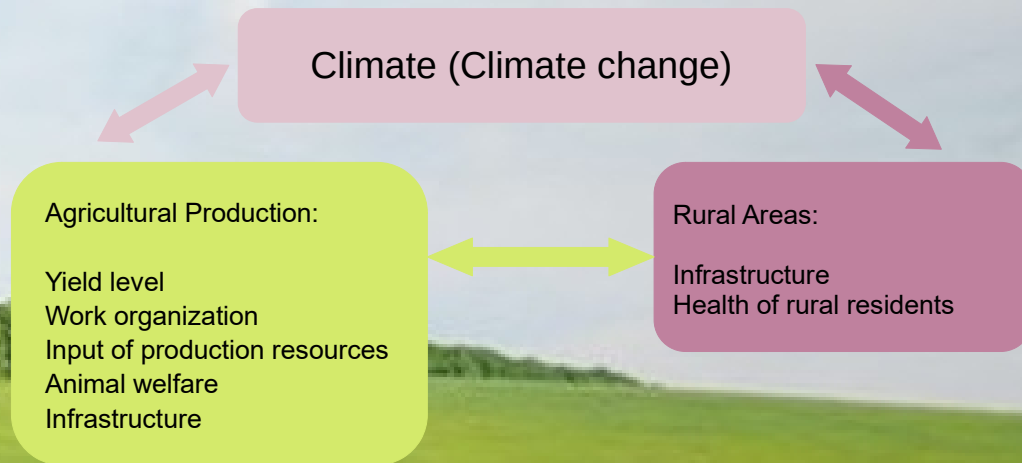 Climate (Climate change)
Agricultural Production:
Yield level
Work organization
Input of production resources
Animal welfare
Infrastructure
Rural Areas:
Infrastructure
Health of rural residents